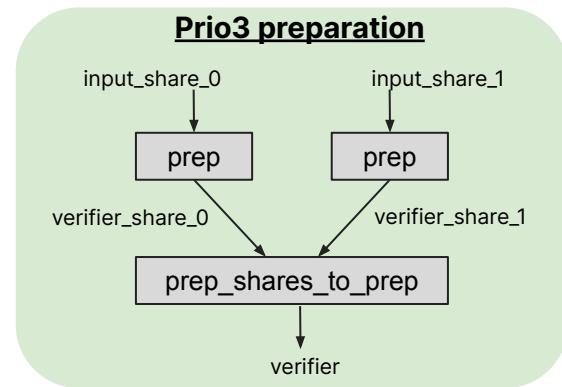 Prio3 preparation
input_share_0 input_share_1
prep prep
verifier_share_0 verifier_share_1
prep_shares_to_prep
verifier